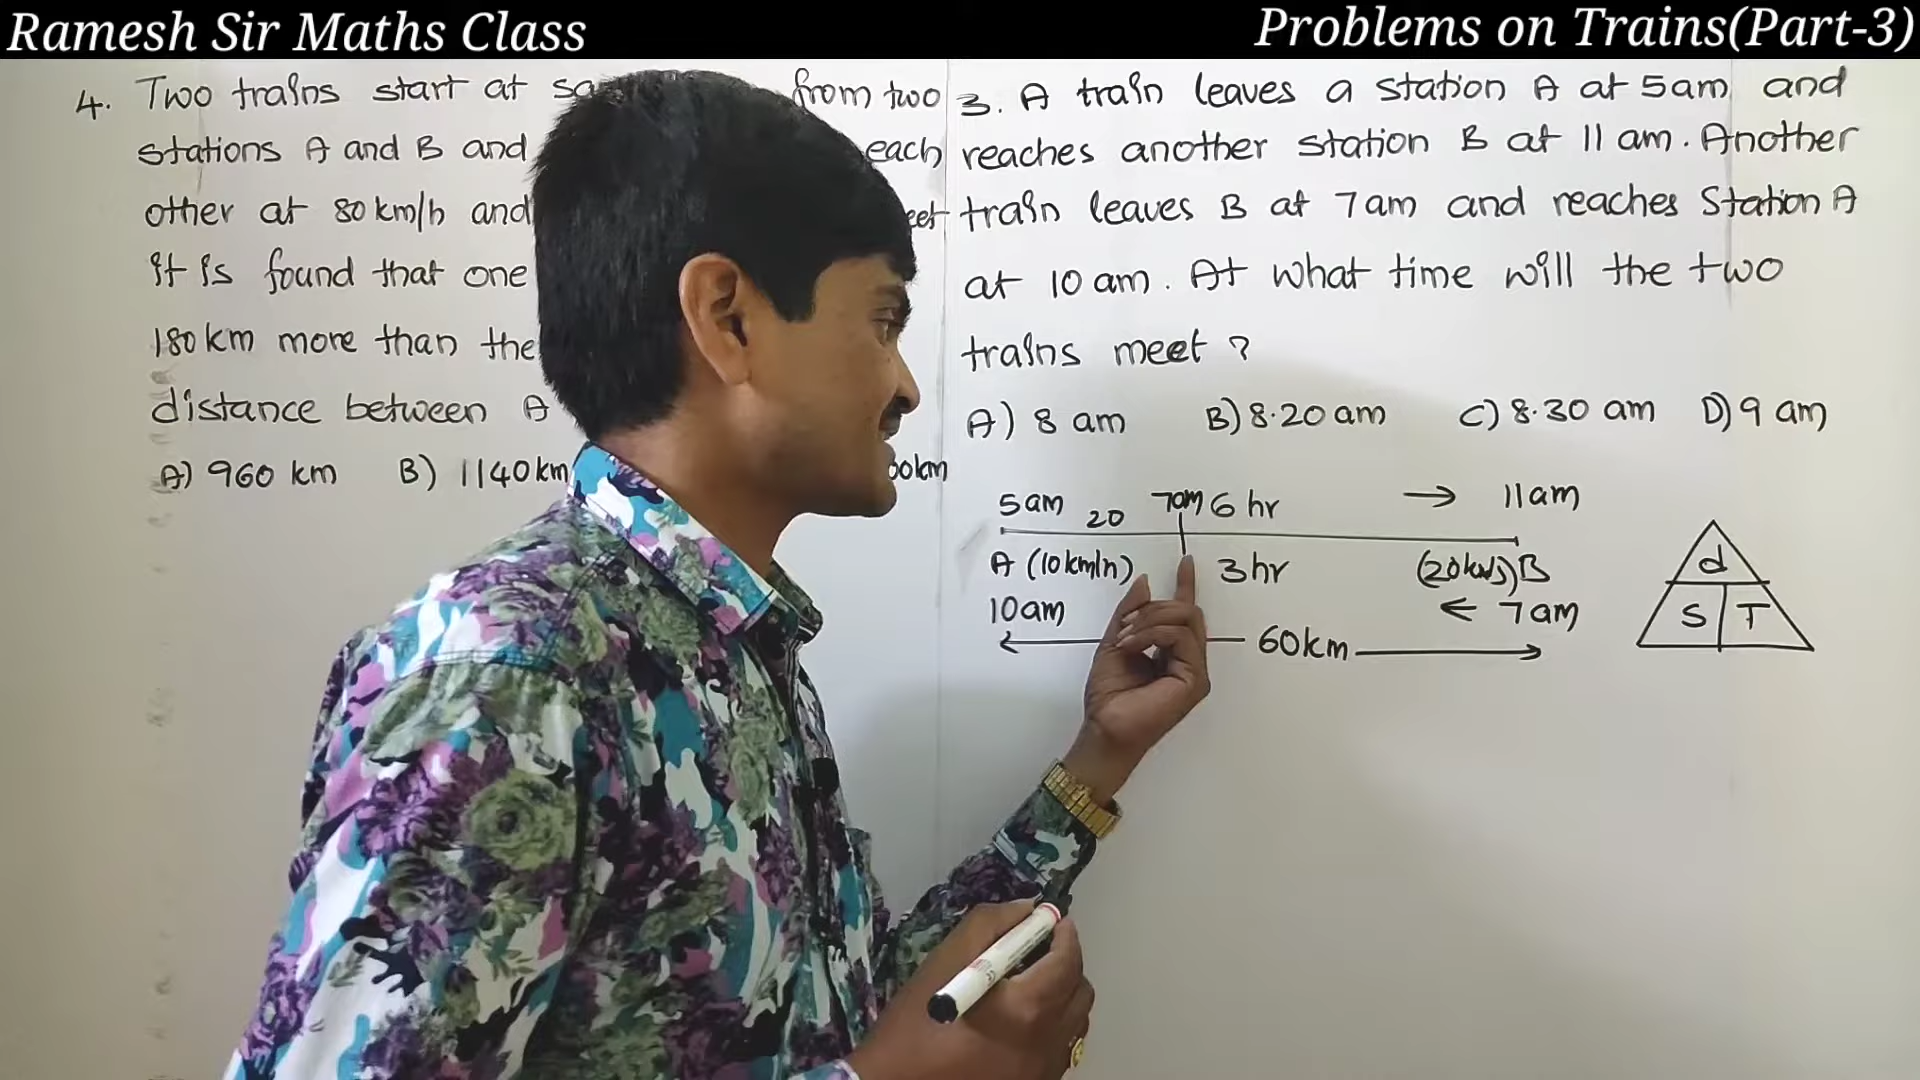 Ramesh Sir Maths Class
Problems on Trains(Part-3)
4. Two trains start at from two
stations A and B and each
other at 80 km/h and
it is found that one
180 km more than the
distance between A
A) 960 km B) 1140 km
3. A train leaves a station A at 5am and
reaches another station B at 11 am. Another
train leaves B at 7am and reaches Station A
at 10 am. At what time will the two
trains meet?
A) 8 am B) 8.20 am C) 8.30 am D) 9 am
5am 20 7am 6 hr → 11am
A (10km/h) 3hr B
10am ← 7am
60km
d
S T